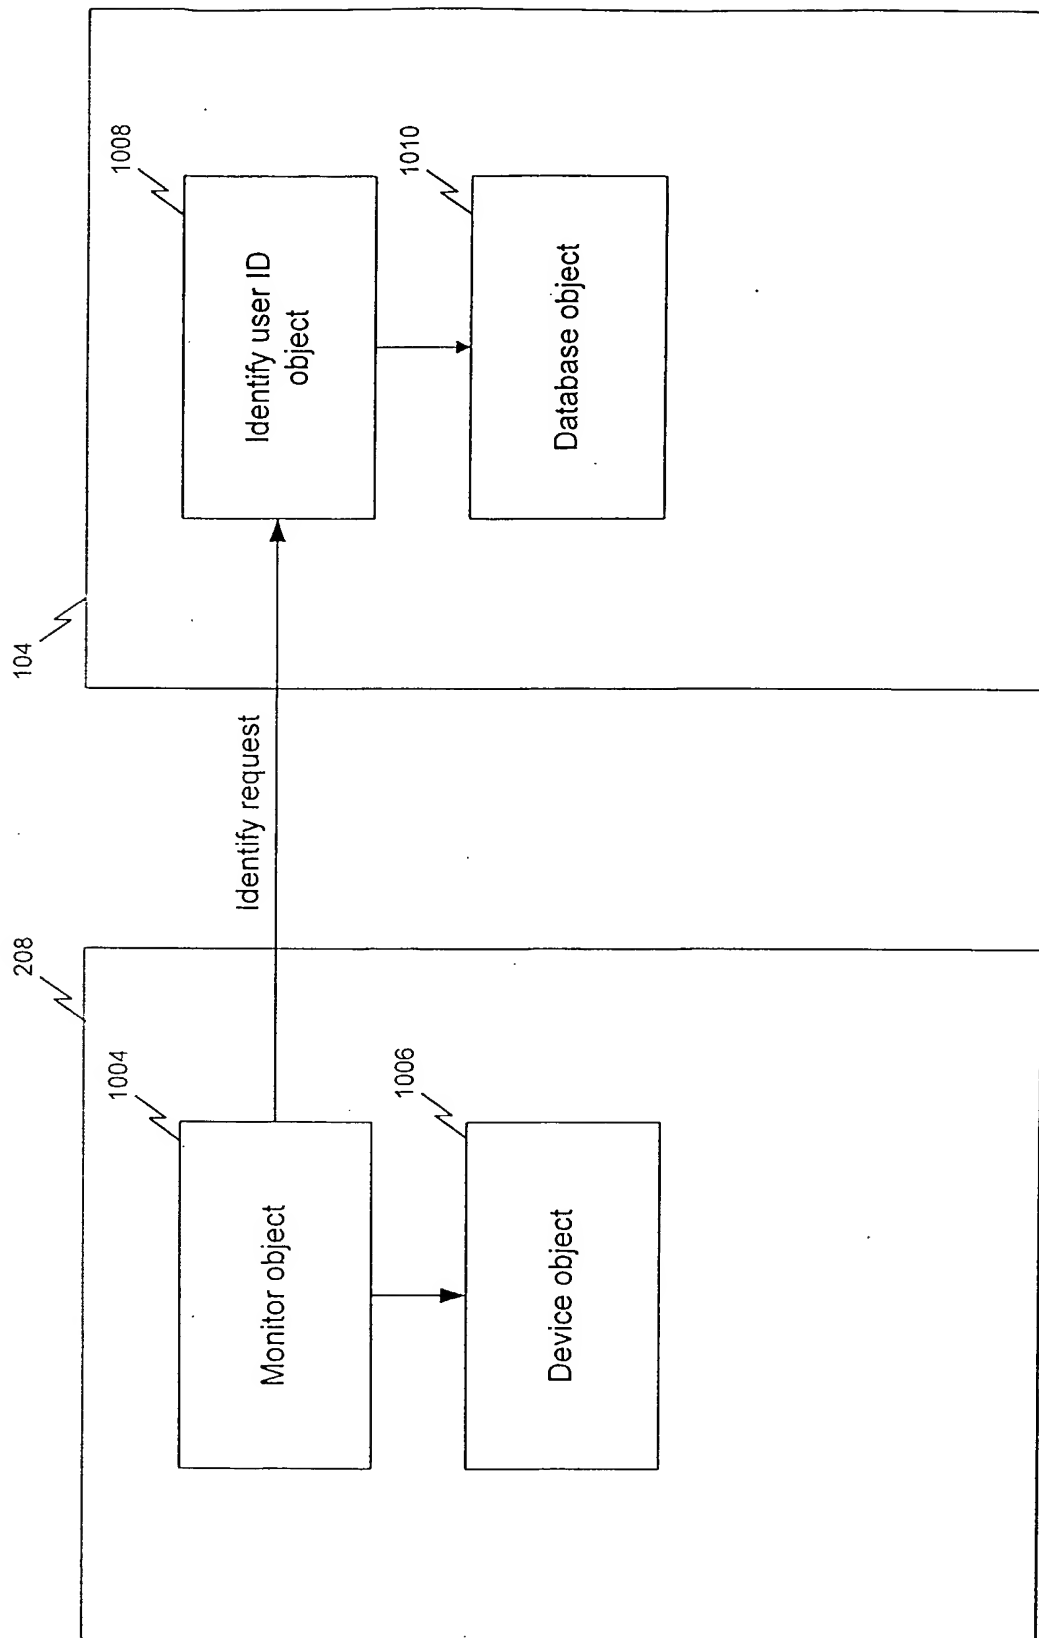 208
1004
Monitor object
1006
Device object
Identify request
104
1008
Identify user ID
object
1010
Database object